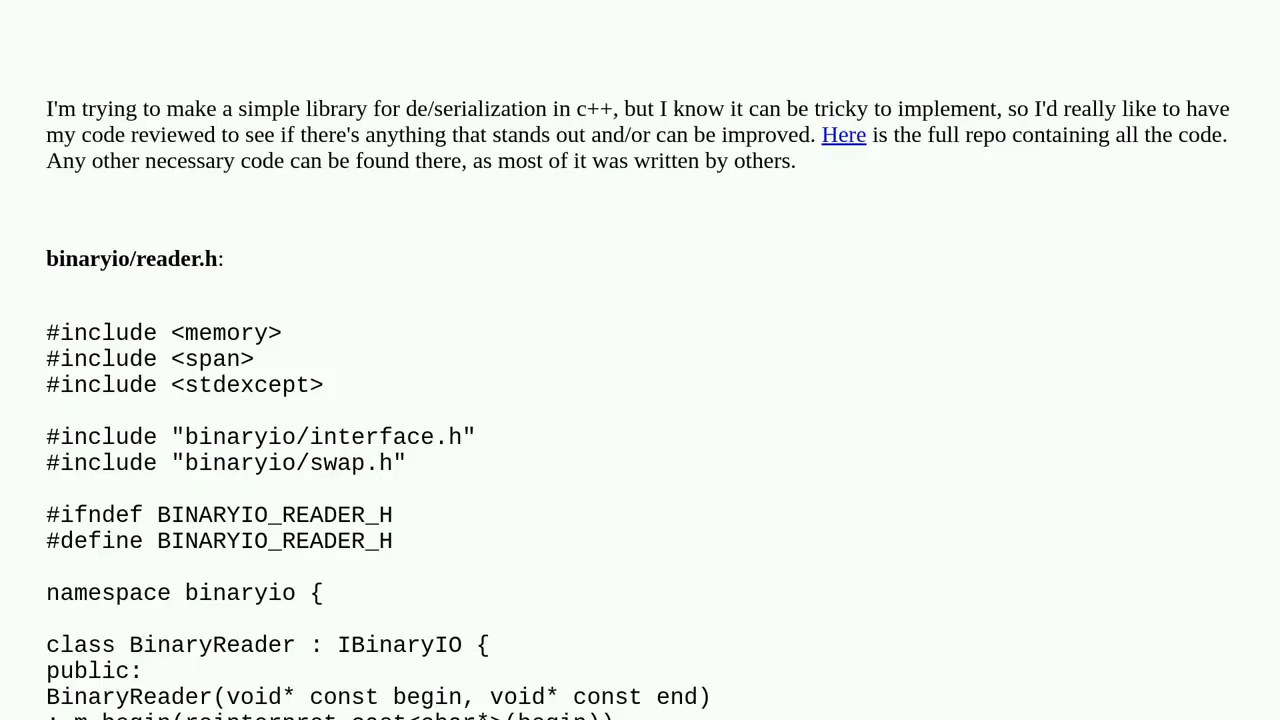 I'm trying to make a simple library for de/serialization in c++, but I know it can be tricky to implement, so I'd really like to have
my code reviewed to see if there's anything that stands out and/or can be improved. Here is the full repo containing all the code.
Any other necessary code can be found there, as most of it was written by others.
binaryio/reader.h:
#include <memory>
#include <span>
#include <stdexcept>
#include "binaryio/interface.h"
#include "binaryio/swap.h"
#ifndef BINARYIO_READER_H
#define BINARYIO_READER_H
namespace binaryio {
class BinaryReader : IBinaryIO {
public:
BinaryReader(void* const begin, void* const end)
: m_begin(reinterpret_cast<char*>(begin))